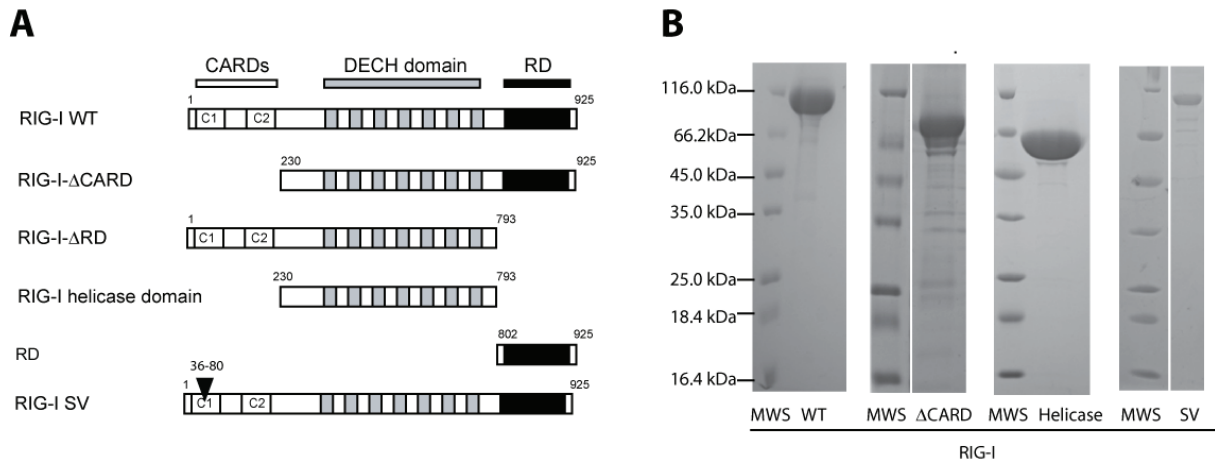 A
CARDs DECH domain RD
1 925
RIG-I WT C1 C2
230 925
RIG-I-ΔCARD
1 793
RIG-I-ΔRD C1 C2
230 793
RIG-I helicase domain
802 925
RD
36-80
1 925
RIG-I SV C1 C2
B
116.0 kDa
66.2kDa
45.0 kDa
35.0 kDa
25.0 kDa
18.4 kDa
16.4 kDa
MWS WT MWS ΔCARD MWS Helicase MWS SV
RIG-I